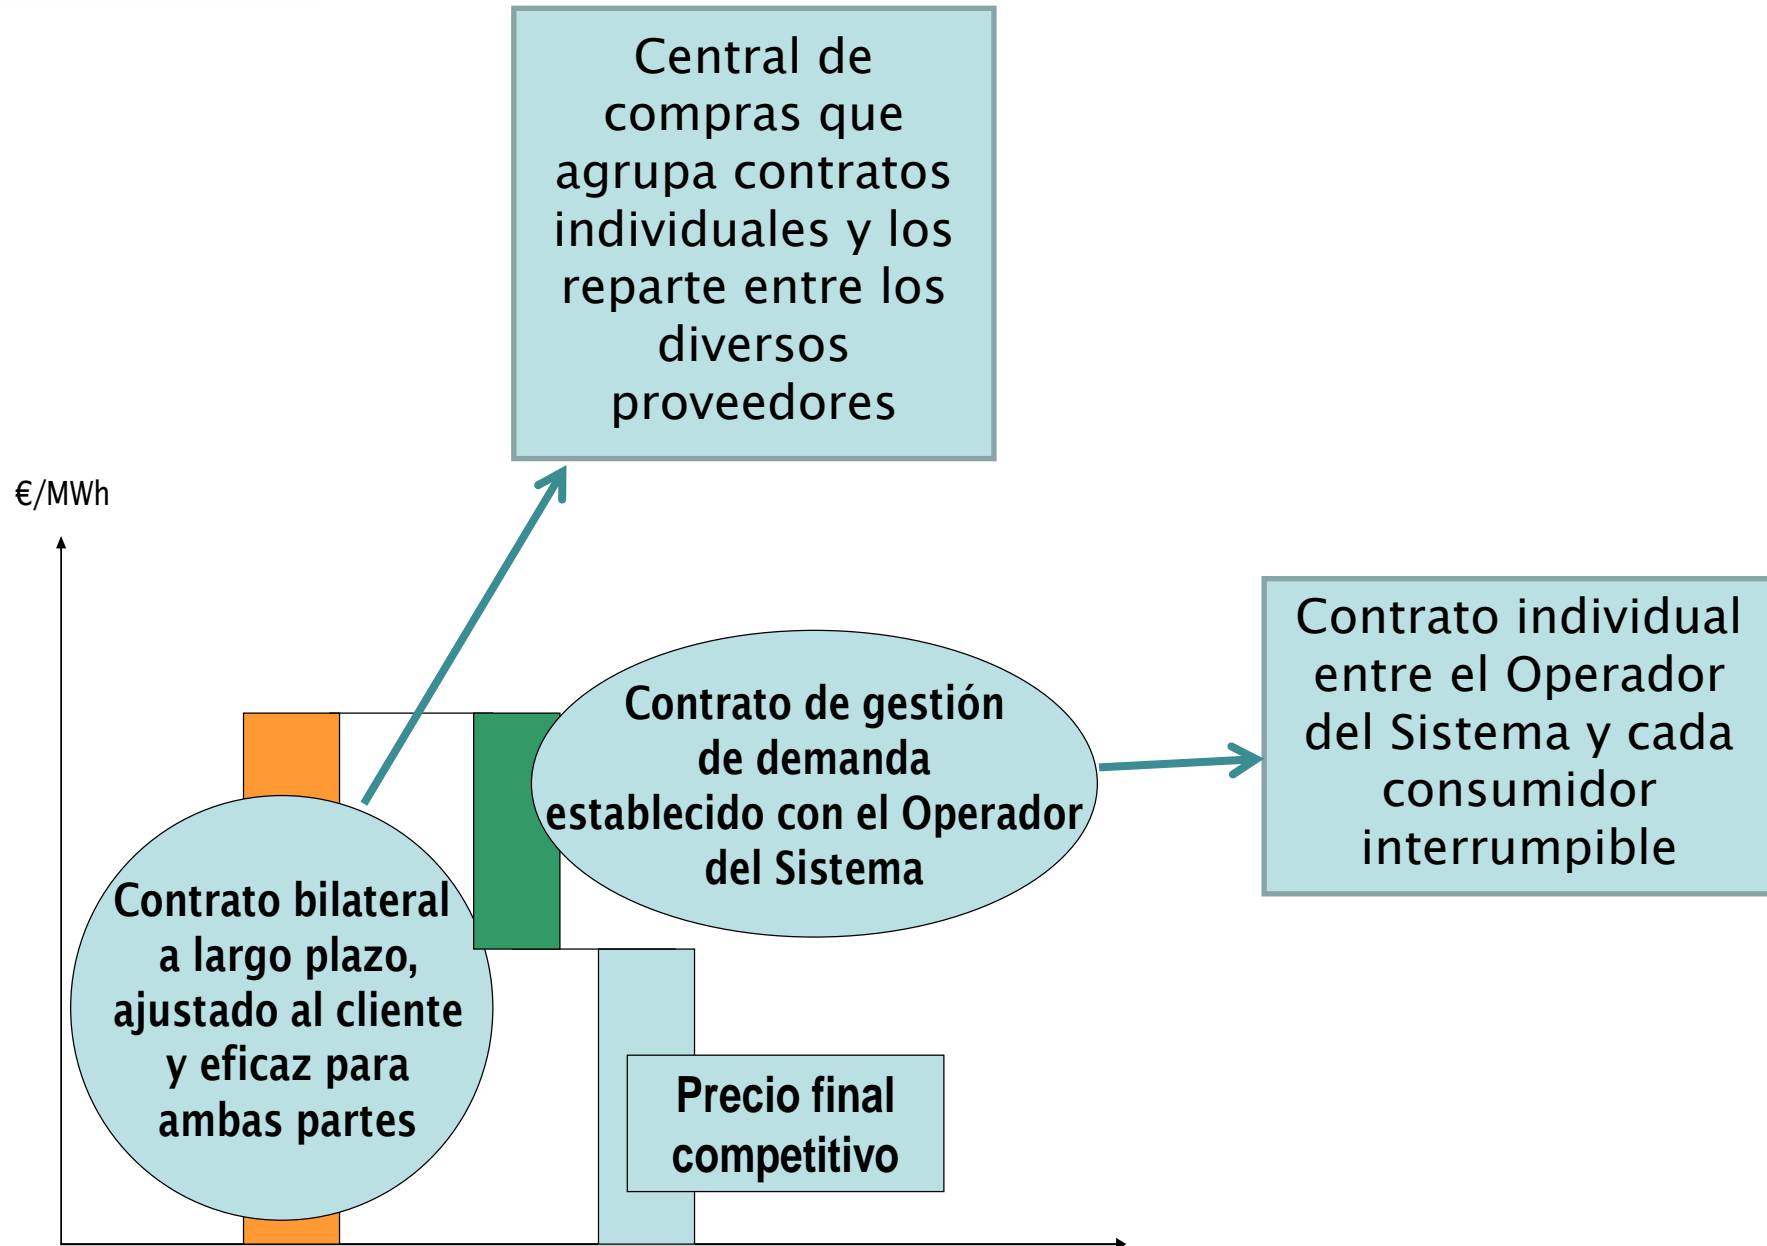 Central de
compras que
agrupa contratos
individuales y los
reparte entre los
diversos
proveedores
€/MWh
Contrato individual
entre el Operador
del Sistema y cada
consumidor
interrumpible
Contrato de gestión
de demanda
establecido con el Operador
del Sistema
Contrato bilateral
a largo plazo,
ajustado al cliente
y eficaz para
ambas partes
Precio final
competitivo